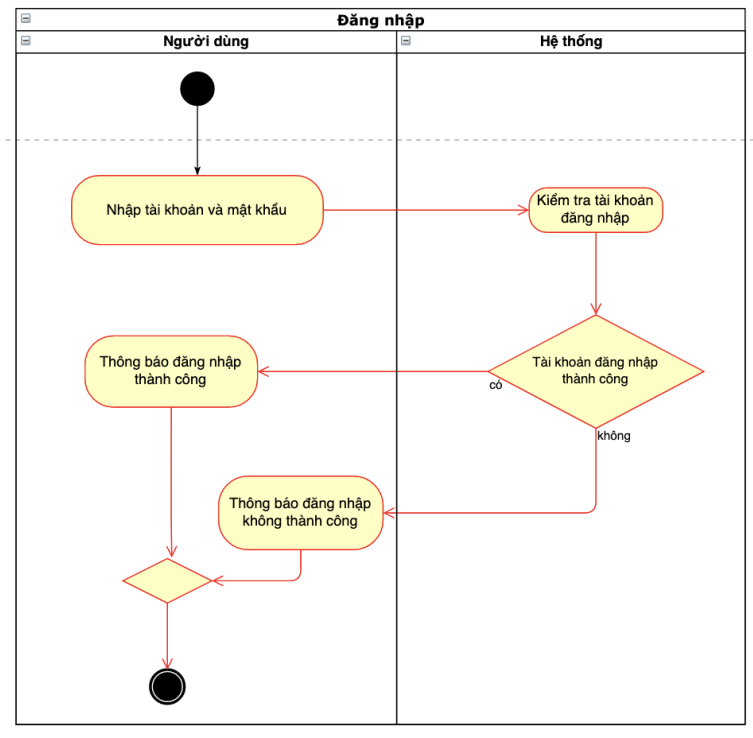 Đăng nhập
Người dùng
Hệ thống
Nhập tài khoản và mật khẩu
Kiểm tra tài khoản
đăng nhập
Thông báo đăng nhập
thành công
Tài khoản đăng nhập
thành công
có
không
Thông báo đăng nhập
không thành công